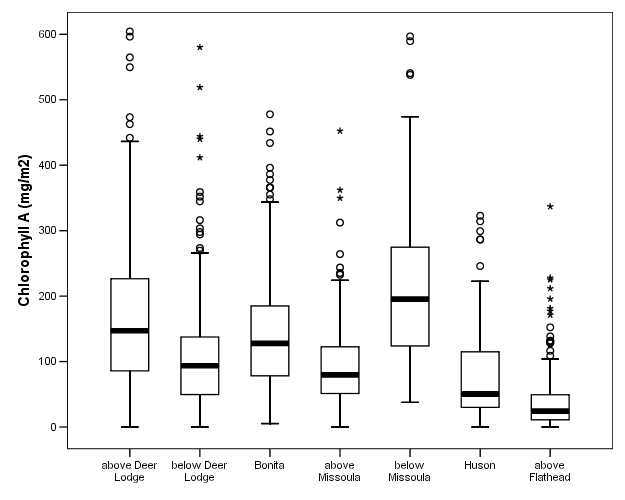 Chlorophyll A (mg/m2)
600
500
400
300
200
100
0
above Deer Lodge
below Deer Lodge
Bonita
above Missoula
below Missoula
Huson
above Flathead